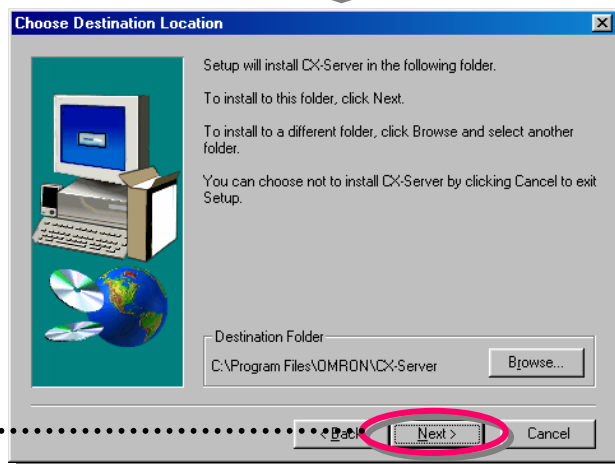 Choose Destination Location
Setup will install CX-Server in the following folder.
To install to this folder, click Next.
To install to a different folder, click Browse and select another
folder.
You can choose not to install CX-Server by clicking Cancel to exit
Setup.
Destination Folder
C:\Program Files\OMRON\CX-Server
Browse...
< Back
Next >
Cancel